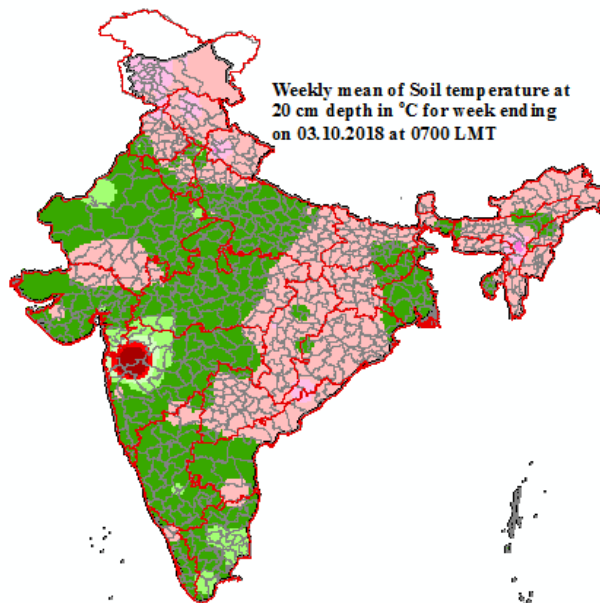 Weekly mean of Soil temperature at
20 cm depth in °C for week ending
on 03.10.2018 at 0700 LMT